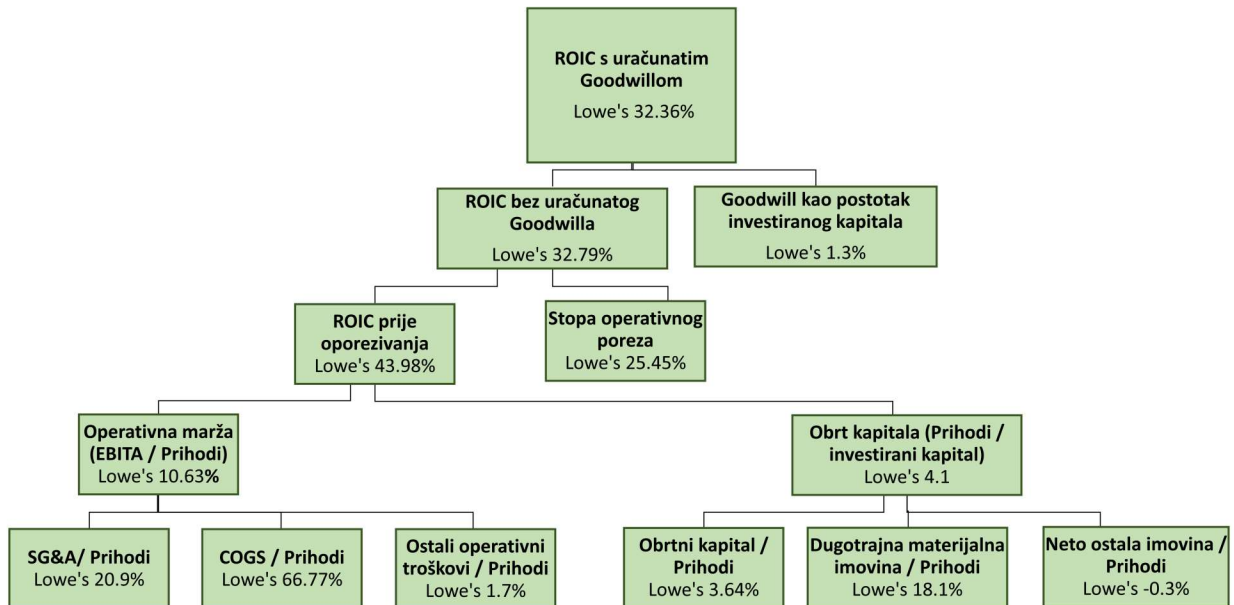 ROIC s uračunatim
Goodwillom
Lowe's 32.36%
ROIC bez uračunatog
Goodwilla
Lowe's 32.79%
Goodwill kao postotak
investiranog kapitala
Lowe's 1.3%
ROIC prije
oporezivanja
Lowe's 43.98%
Stopa operativnog
poreza
Lowe's 25.45%
Operativna marža
(EBITA / Prihodi)
Lowe's 10.63%
Obrt kapitala (Prihodi /
investirani kapital)
Lowe's 4.1
SG&A/ Prihodi
Lowe's 20.9%
COGS / Prihodi
Lowe's 66.77%
Ostali operativni
troškovi / Prihodi
Lowe's 1.7%
Obrtni kapital /
Prihodi
Lowe's 3.64%
Dugotrajna materijalna
imovina / Prihodi
Lowe's 18.1%
Neto ostala imovina /
Prihodi
Lowe's -0.3%